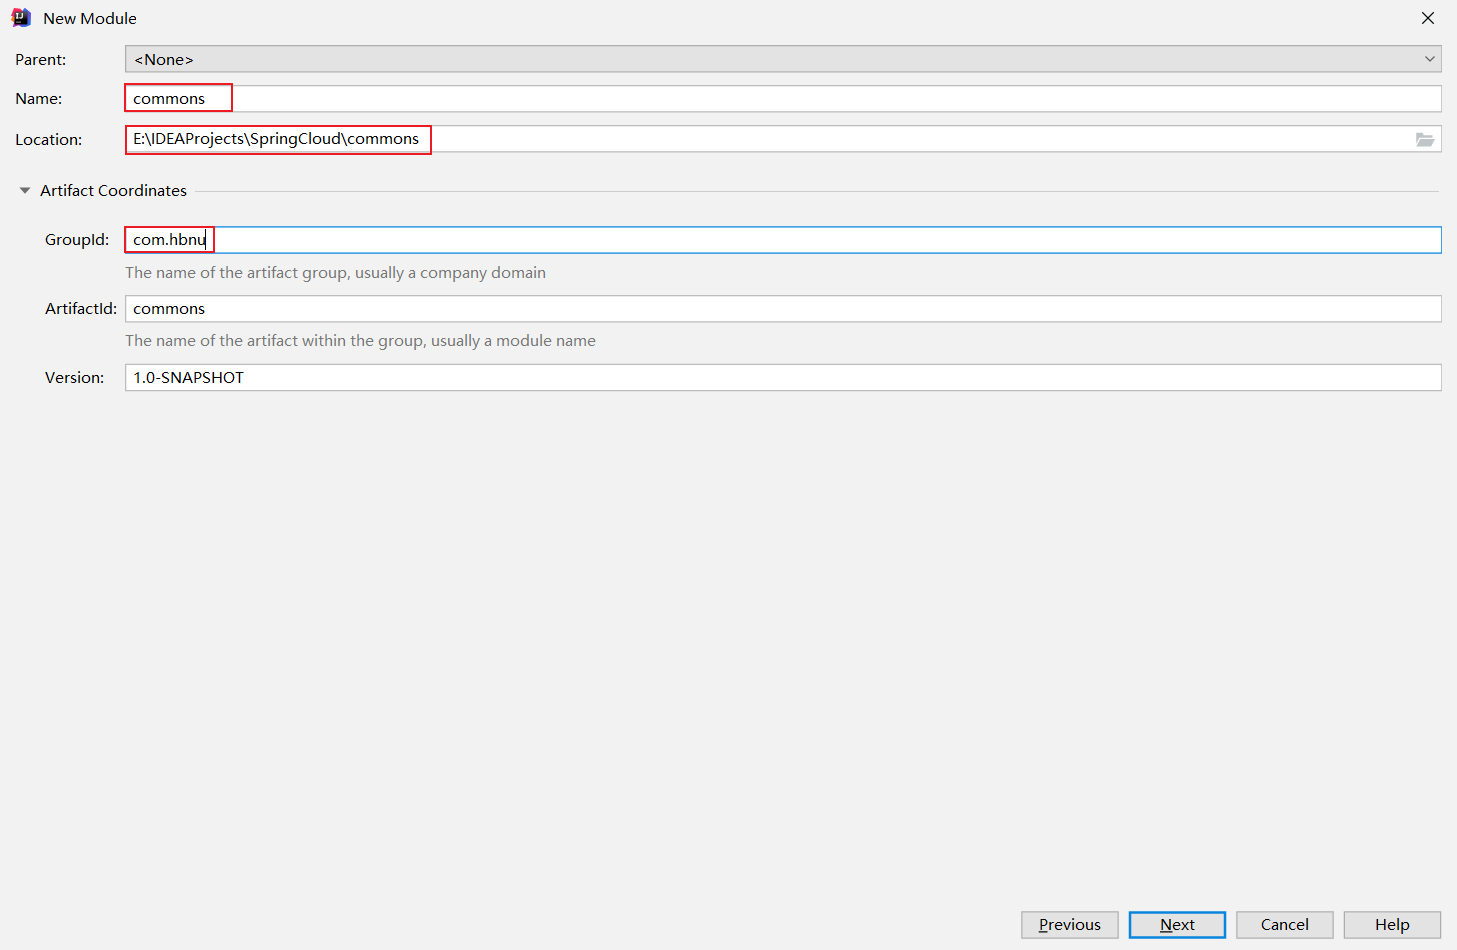 New Module
Parent: <None>
Name: commons
Location: E:\IDEAProjects\SpringCloud\commons
Artifact Coordinates
GroupId: com.hbnu
The name of the artifact group, usually a company domain
ArtifactId: commons
The name of the artifact within the group, usually a module name
Version: 1.0-SNAPSHOT
Previous Next Cancel Help